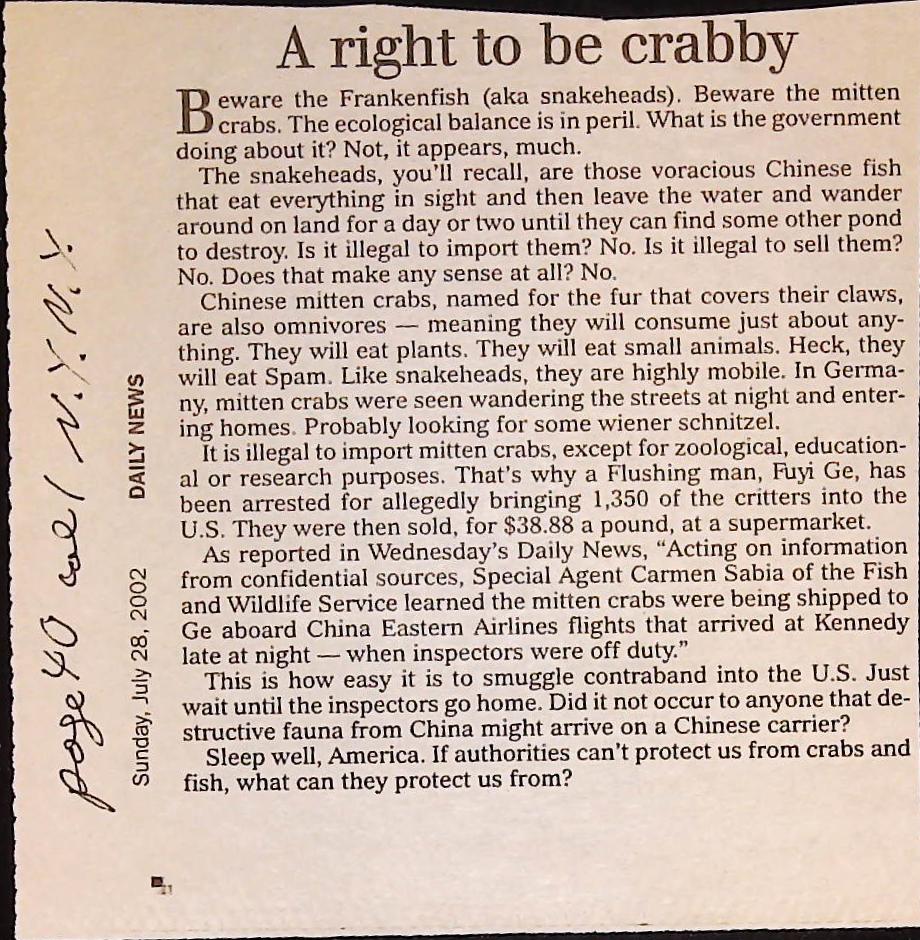 A right to be crabby
Beware the Frankenfish (aka snakeheads). Beware the mitten
crabs. The ecological balance is in peril. What is the government
doing about it? Not, it appears, much.
The snakeheads, you'll recall, are those voracious Chinese fish
that eat everything in sight and then leave the water and wander
around on land for a day or two until they can find some other pond
to destroy. Is it illegal to import them? No. Is it illegal to sell them?
No. Does that make any sense at all? No.
Chinese mitten crabs, named for the fur that covers their claws,
are also omnivores — meaning they will consume just about any-
thing. They will eat plants. They will eat small animals. Heck, they
will eat Spam. Like snakeheads, they are highly mobile. In Germa-
ny, mitten crabs were seen wandering the streets at night and enter-
ing homes. Probably looking for some wiener schnitzel.
It is illegal to import mitten crabs, except for zoological, education-
al or research purposes. That's why a Flushing man, Fuyi Ge, has
been arrested for allegedly bringing 1,350 of the critters into the
U.S. They were then sold, for $38.88 a pound, at a supermarket.
As reported in Wednesday's Daily News, "Acting on information
from confidential sources, Special Agent Carmen Sabia of the Fish
and Wildlife Service learned the mitten crabs were being shipped to
Ge aboard China Eastern Airlines flights that arrived at Kennedy
late at night — when inspectors were off duty."
This is how easy it is to smuggle contraband into the U.S. Just
wait until the inspectors go home. Did it not occur to anyone that de-
structive fauna from China might arrive on a Chinese carrier?
Sleep well, America. If authorities can't protect us from crabs and
fish, what can they protect us from?
Sunday, July 28, 2002 DAILY NEWS
page 40 col 1 N.Y. N.Y.